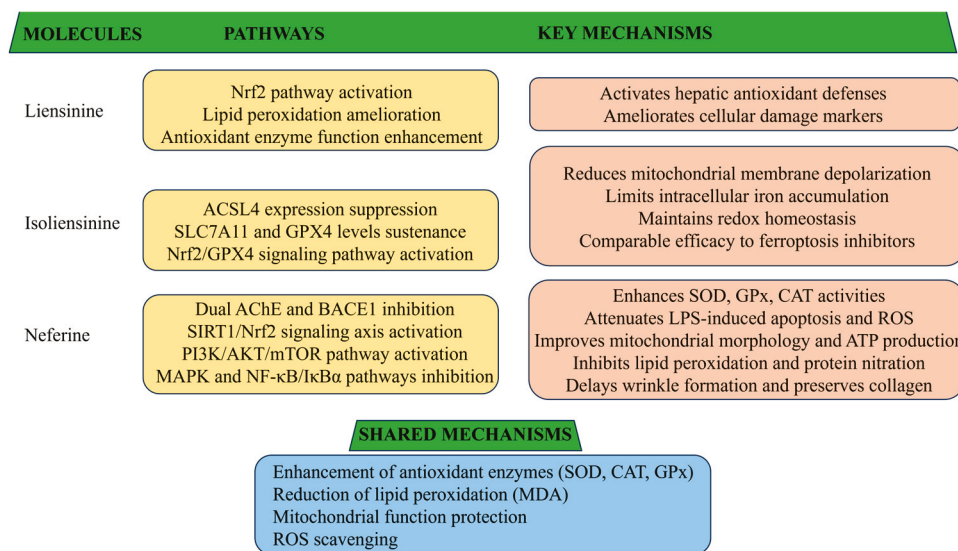 MOLECULES PATHWAYS KEY MECHANISMS
Liensinine
Nrf2 pathway activation
Lipid peroxidation amelioration
Antioxidant enzyme function enhancement
Activates hepatic antioxidant defenses
Ameliorates cellular damage markers
Isoliensinine
ACSL4 expression suppression
SLC7A11 and GPX4 levels sustenance
Nrf2/GPX4 signaling pathway activation
Reduces mitochondrial membrane depolarization
Limits intracellular iron accumulation
Maintains redox homeostasis
Comparable efficacy to ferroptosis inhibitors
Neferine
Dual AChE and BACE1 inhibition
SIRT1/Nrf2 signaling axis activation
PI3K/AKT/mTOR pathway activation
MAPK and NF-κB/IκBα pathways inhibition
Enhances SOD, GPx, CAT activities
Attenuates LPS-induced apoptosis and ROS
Improves mitochondrial morphology and ATP production
Inhibits lipid peroxidation and protein nitration
Delays wrinkle formation and preserves collagen
SHARED MECHANISMS
Enhancement of antioxidant enzymes (SOD, CAT, GPx)
Reduction of lipid peroxidation (MDA)
Mitochondrial function protection
ROS scavenging